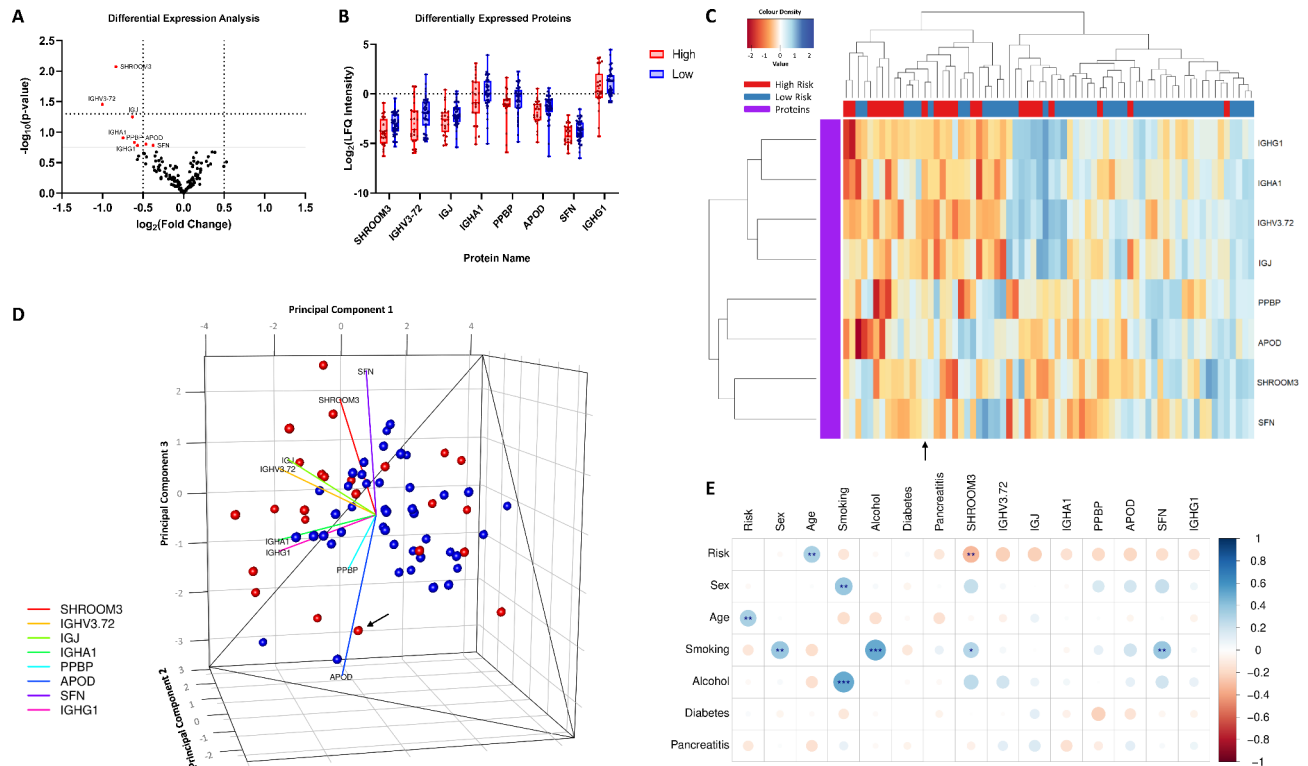 A
Differential Expression Analysis
2.5
2.0
1.5
1.0
0.5
0.0
-log10(p-value)
SHROOM3
IGHV3-72
IGJ
IGHA1
PPBP
APOD
IGHG1
SFN
-1.5
-1.0
-0.5
0.0
0.5
1.0
1.5
log2(Fold Change)
B
Differentially Expressed Proteins
5
0
-5
-10
Log2(LFQ Intensity)
High
Low
SHROOM3
IGHV3-72
IGJ
IGHA1
PPBP
APOD
SFN
IGHG1
Protein Name
C
Colour Density
-2
-1
0
1
2
Value
High Risk
Low Risk
Proteins
IGHG1
IGHA1
IGHV3.72
IGJ
PPBP
APOD
SHROOM3
SFN
D
Principal Component 1
-4
-2
0
2
4
Principal Component 3
2
1
0
-1
-2
-3
Principal Component 2
3
2
1
0
-1
-2
SFN
SHROOM3
IGJ
IGHV3.72
IGHA1
IGHG1
PPBP
APOD
SHROOM3
IGHV3.72
IGJ
IGHA1
PPBP
APOD
SFN
IGHG1
E
Risk
Sex
Age
Smoking
Alcohol
Diabetes
Pancreatitis
SHROOM3
IGHV3.72
IGJ
IGHA1
PPBP
APOD
SFN
IGHG1
Risk
**
**
Sex
**
Age
**
Smoking
**
***
*
**
Alcohol
***
Diabetes
Pancreatitis
1
0.8
0.6
0.4
0.2
0
-0.2
-0.4
-0.6
-0.8
-1